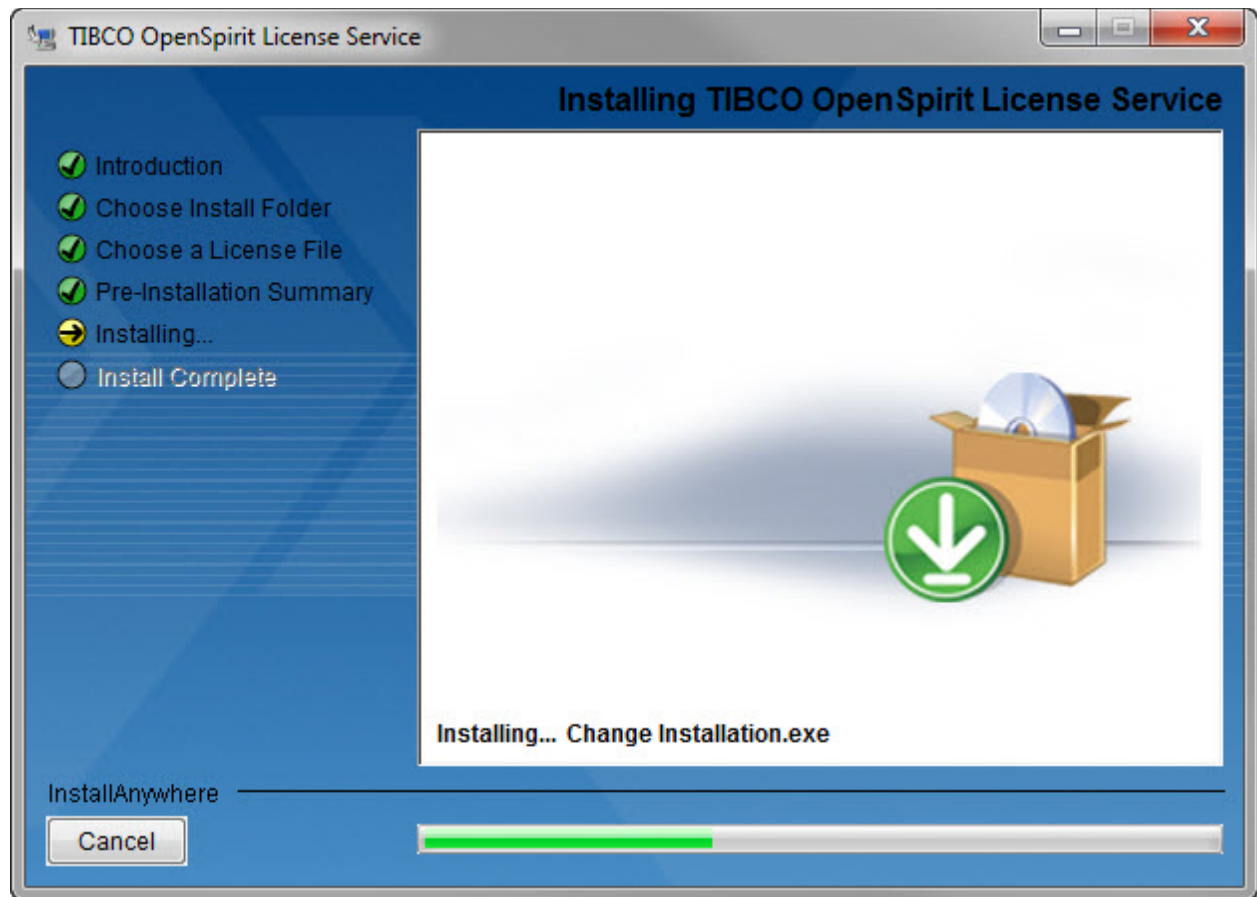 TIBCO OpenSpirit License Service
Installing TIBCO OpenSpirit License Service
Introduction
Choose Install Folder
Choose a License File
Pre-Installation Summary
Installing...
Install Complete
Installing... Change Installation.exe
InstallAnywhere
Cancel